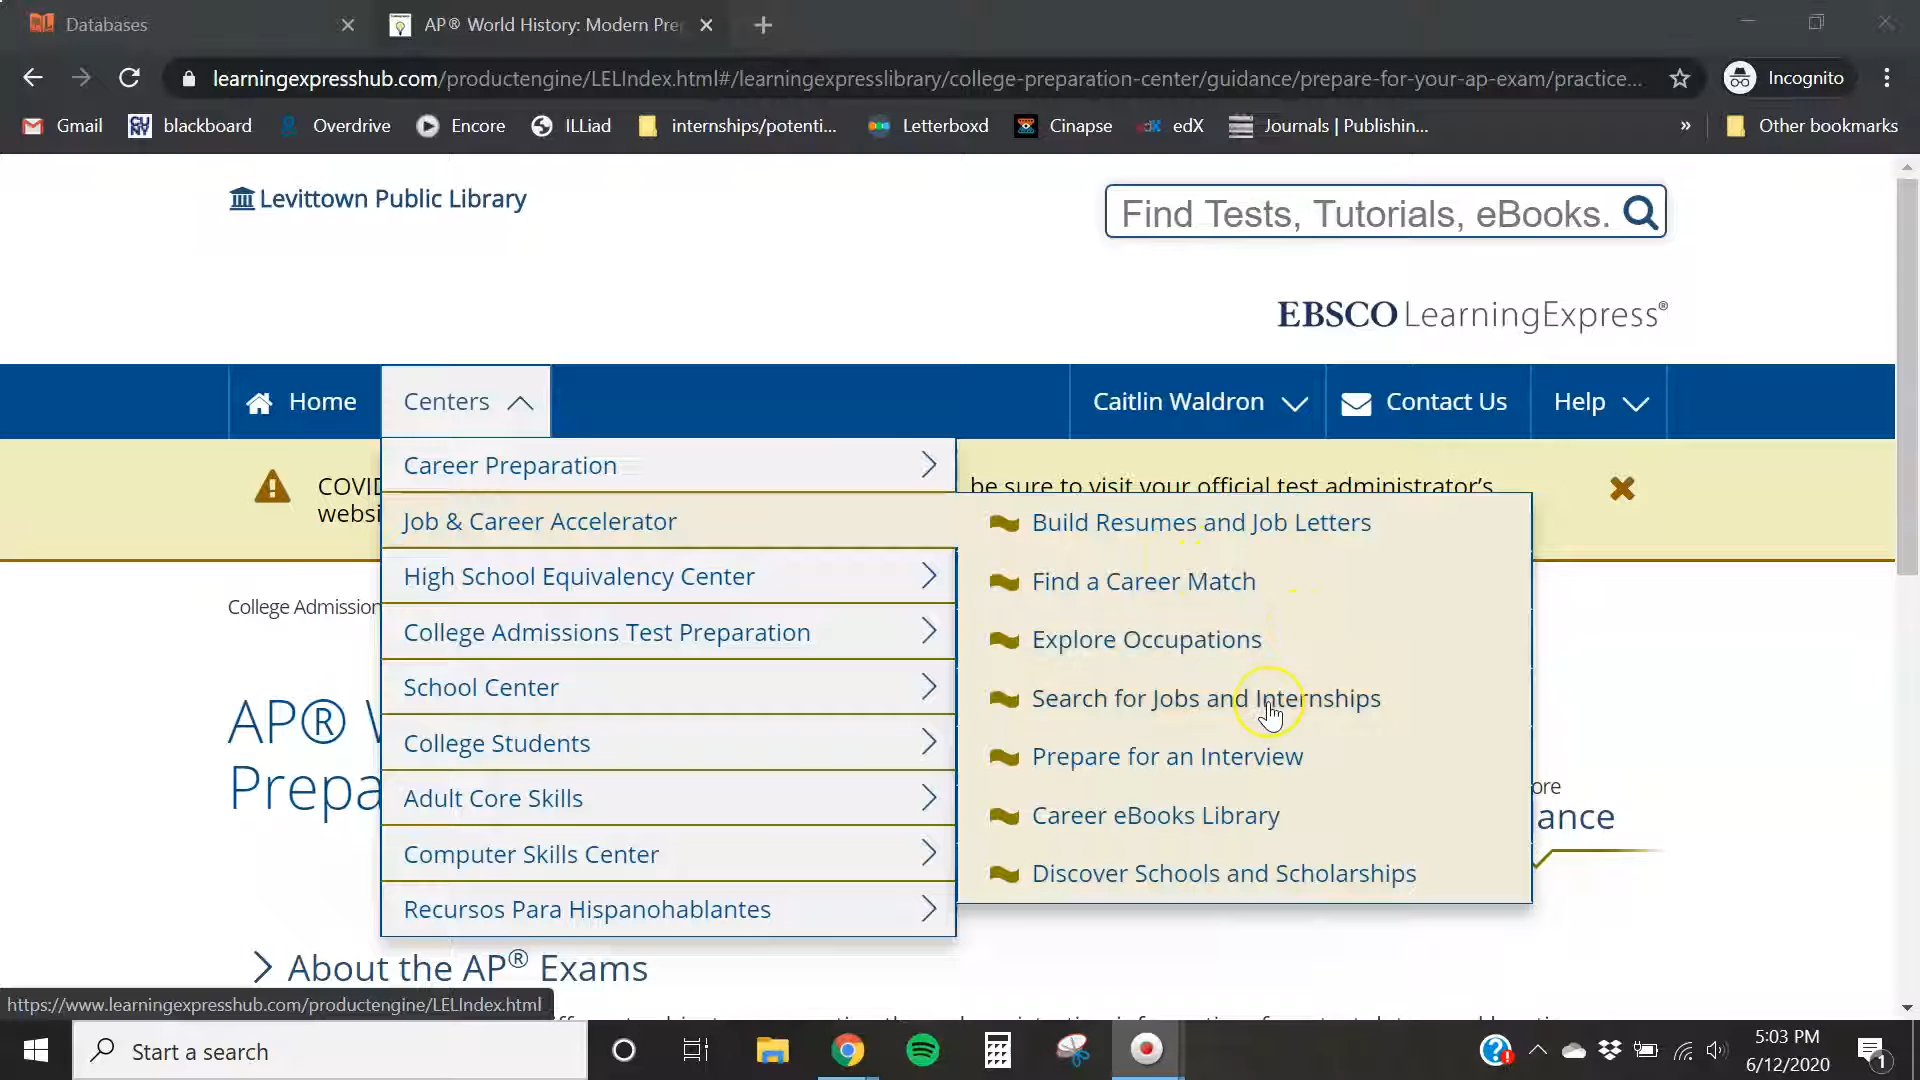 Databases
AP® World History: Modern Pre
learningexpresshub.com/productengine/LELIndex.html#/learningexpresslibrary/college-preparation-center/guidance/prepare-for-your-ap-exam/practice...
Incognito
Gmail
blackboard
Overdrive
Encore
ILLiad
internships/potenti...
Letterboxd
Cinapse
edX
Journals | Publishin...
»
Other bookmarks
Levittown Public Library
Find Tests, Tutorials, eBooks.
EBSCO LearningExpress®
Home
Centers
Caitlin Waldron
Contact Us
Help
COVID
be sure to visit your official test administrator's
websi
Career Preparation
Job & Career Accelerator
High School Equivalency Center
College Admissions Test Preparation
School Center
College Students
Adult Core Skills
Computer Skills Center
Recursos Para Hispanohablantes
Build Resumes and Job Letters
Find a Career Match
Explore Occupations
Search for Jobs and Internships
Prepare for an Interview
Career eBooks Library
Discover Schools and Scholarships
College Admission
AP® W
Prepa
ore
ance
About the AP® Exams
https://www.learningexpresshub.com/productengine/LELIndex.html
Start a search
5:03 PM
6/12/2020
1